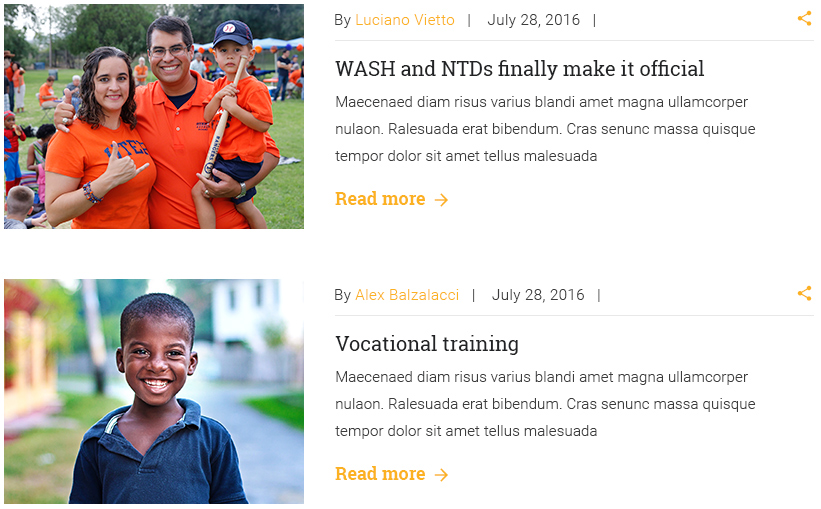 By Luciano Vietto | July 28, 2016 |
WASH and NTDs finally make it official
Maecenaed diam risus varius blandi amet magna ullamcorper
nulaon. Ralesuada erat bibendum. Cras senunc massa quisque
tempor dolor sit amet tellus malesuada
Read more →
By Alex Balzalacci | July 28, 2016 |
Vocational training
Maecenaed diam risus varius blandi amet magna ullamcorper
nulaon. Ralesuada erat bibendum. Cras senunc massa quisque
tempor dolor sit amet tellus malesuada
Read more →